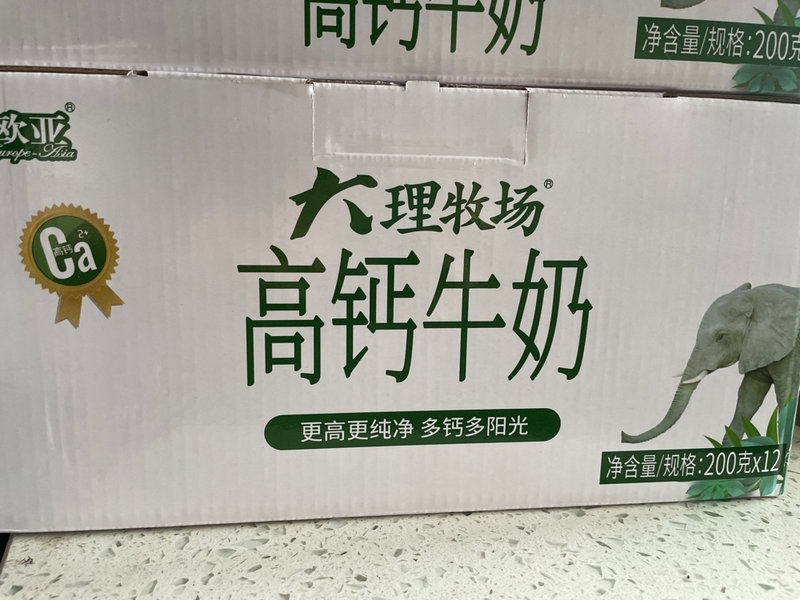 高钙牛奶
净含量/规格:200克
欧亚®
Europe-Asia
大理牧场®
高钙
Ca
2+
高钙牛奶
更高更纯净 多钙多阳光
净含量/规格:200克x12